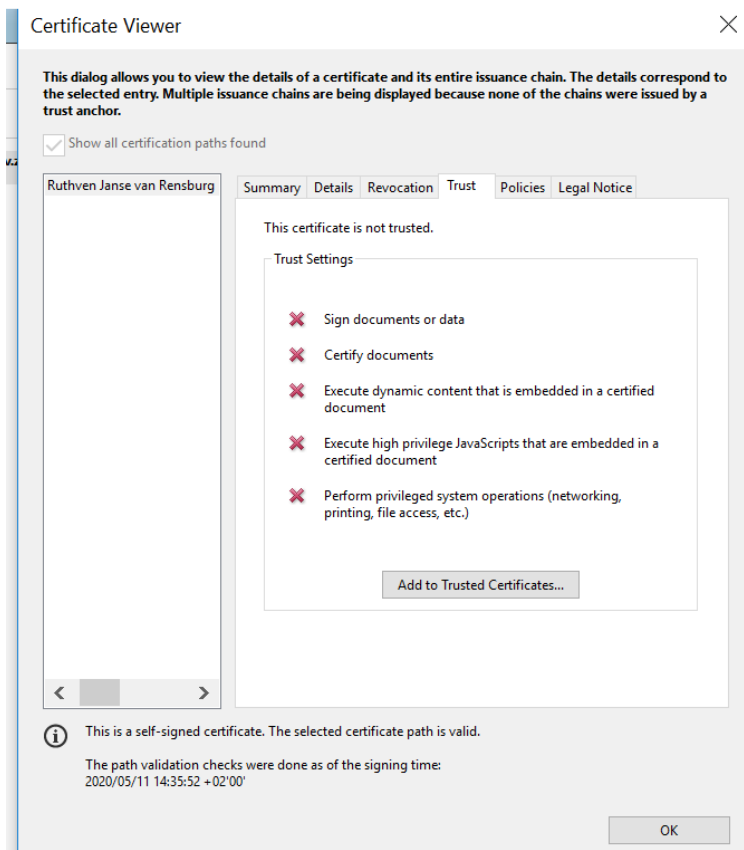 Certificate Viewer
This dialog allows you to view the details of a certificate and its entire issuance chain. The details correspond to
the selected entry. Multiple issuance chains are being displayed because none of the chains were issued by a
trust anchor.
Show all certification paths found
Ruthven Janse van Rensburg
Summary Details Revocation Trust Policies Legal Notice
This certificate is not trusted.
Trust Settings
Sign documents or data
Certify documents
Execute dynamic content that is embedded in a certified
document
Execute high privilege JavaScripts that are embedded in a
certified document
Perform privileged system operations (networking,
printing, file access, etc.)
Add to Trusted Certificates...
This is a self-signed certificate. The selected certificate path is valid.
The path validation checks were done as of the signing time:
2020/05/11 14:35:52 +02'00'
OK